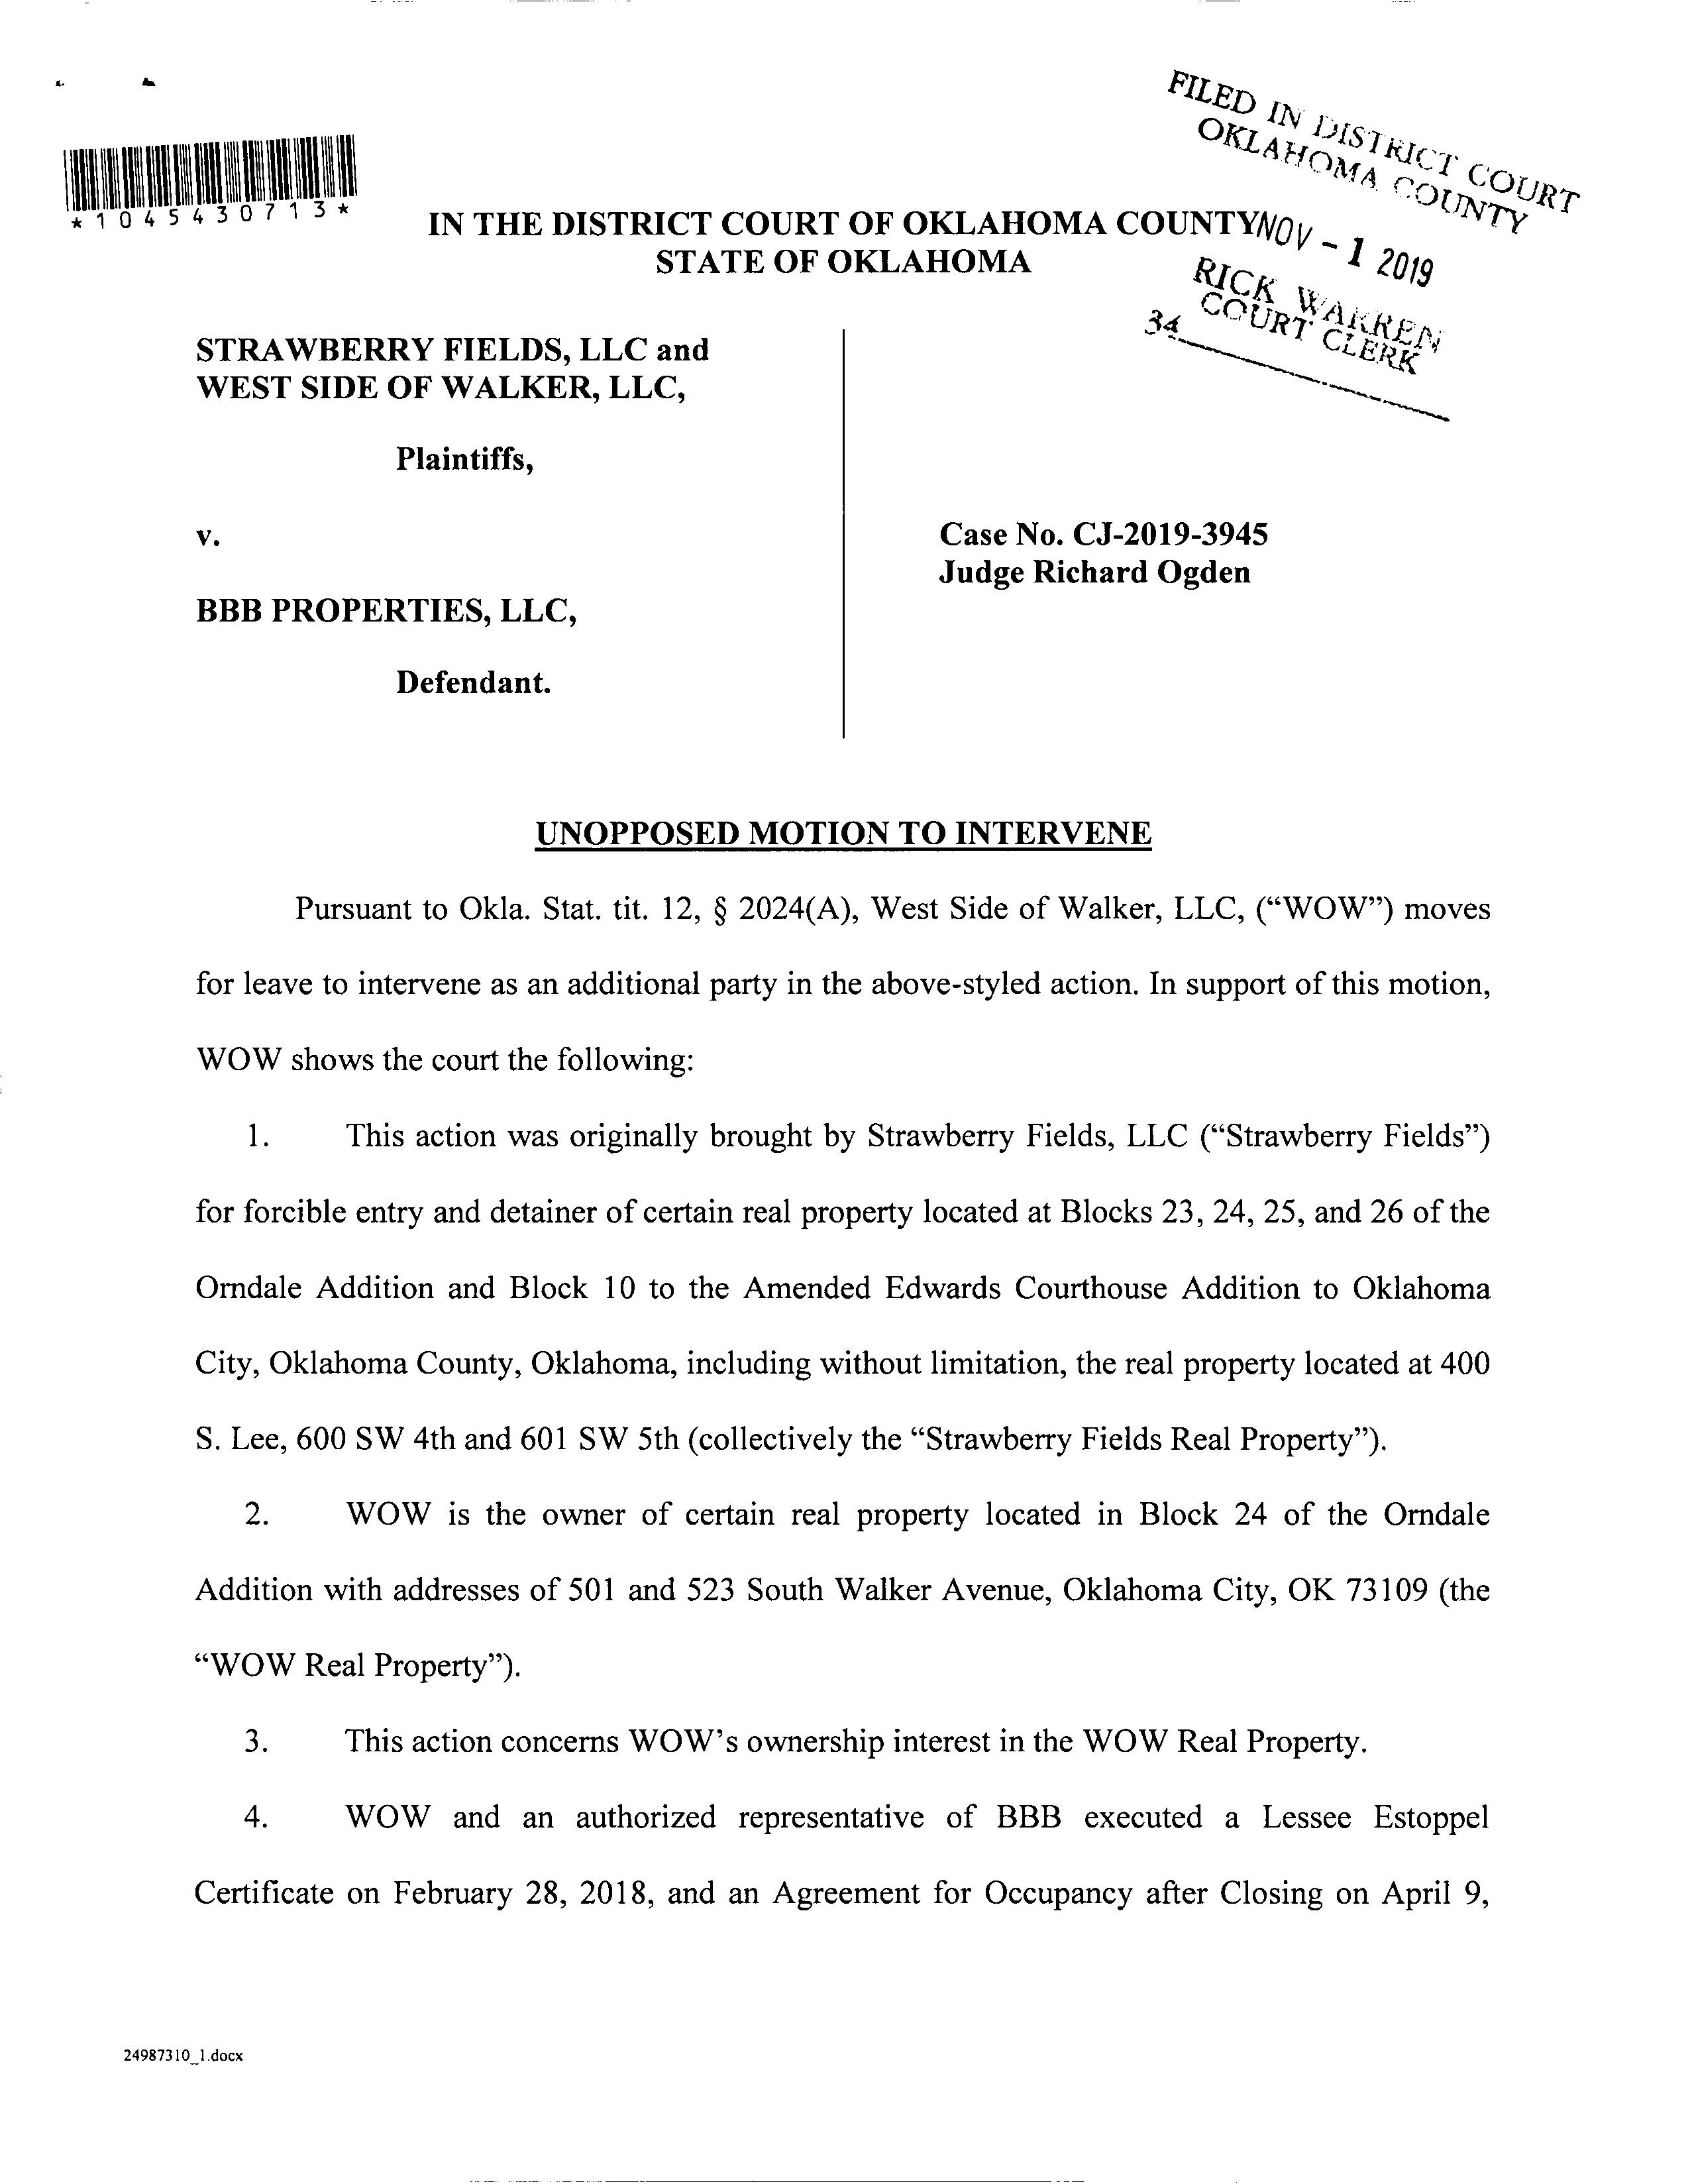 FILED IN DISTRICT COURT
OKLAHOMA COUNTY
*1045430713*
IN THE DISTRICT COURT OF OKLAHOMA COUNTY
NOV - 1 2019
STATE OF OKLAHOMA
RICK WARREN
COURT CLERK
34
STRAWBERRY FIELDS, LLC and
WEST SIDE OF WALKER, LLC,
Plaintiffs,
v.
Case No. CJ-2019-3945
Judge Richard Ogden
BBB PROPERTIES, LLC,
Defendant.
UNOPPOSED MOTION TO INTERVENE
Pursuant to Okla. Stat. tit. 12, § 2024(A), West Side of Walker, LLC, (“WOW”) moves
for leave to intervene as an additional party in the above-styled action. In support of this motion,
WOW shows the court the following:
1. This action was originally brought by Strawberry Fields, LLC (“Strawberry Fields”)
for forcible entry and detainer of certain real property located at Blocks 23, 24, 25, and 26 of the
Orndale Addition and Block 10 to the Amended Edwards Courthouse Addition to Oklahoma
City, Oklahoma County, Oklahoma, including without limitation, the real property located at 400
S. Lee, 600 SW 4th and 601 SW 5th (collectively the “Strawberry Fields Real Property”).
2. WOW is the owner of certain real property located in Block 24 of the Orndale
Addition with addresses of 501 and 523 South Walker Avenue, Oklahoma City, OK 73109 (the
“WOW Real Property”).
3. This action concerns WOW’s ownership interest in the WOW Real Property.
4. WOW and an authorized representative of BBB executed a Lessee Estoppel
Certificate on February 28, 2018, and an Agreement for Occupancy after Closing on April 9,
24987310_1.docx